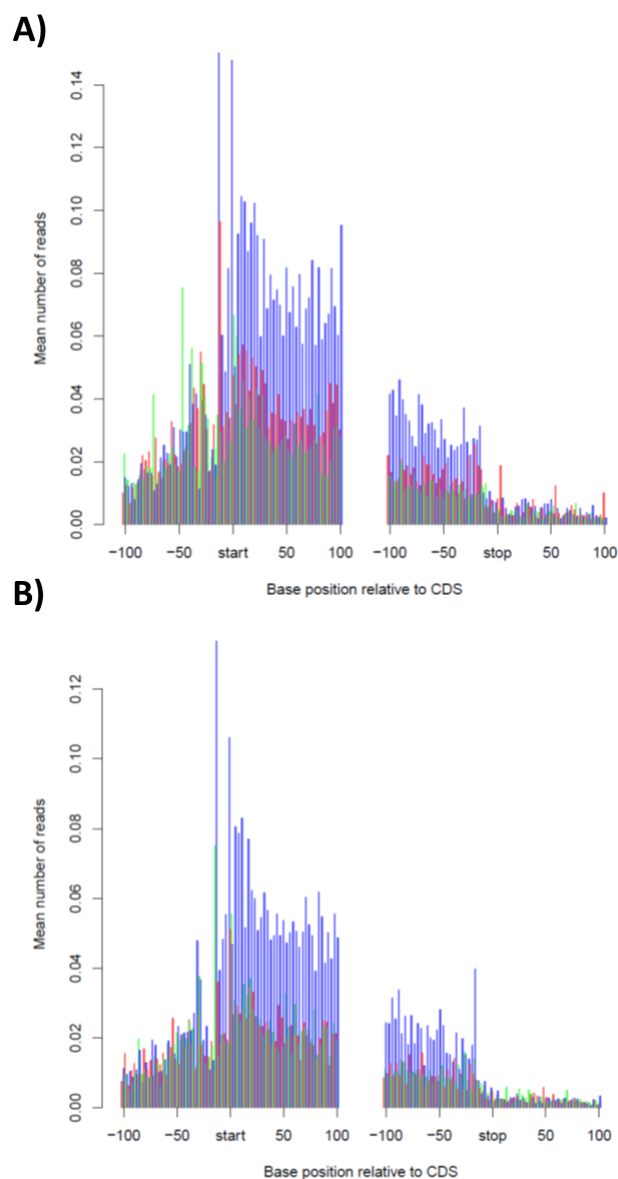 A)
Mean number of reads
0.14
0.12
0.10
0.08
0.06
0.04
0.02
0.00
−100 −50 start 50 100 −100 −50 stop 50 100
Base position relative to CDS
B)
Mean number of reads
0.12
0.10
0.08
0.06
0.04
0.02
0.00
−100 −50 start 50 100 −100 −50 stop 50 100
Base position relative to CDS